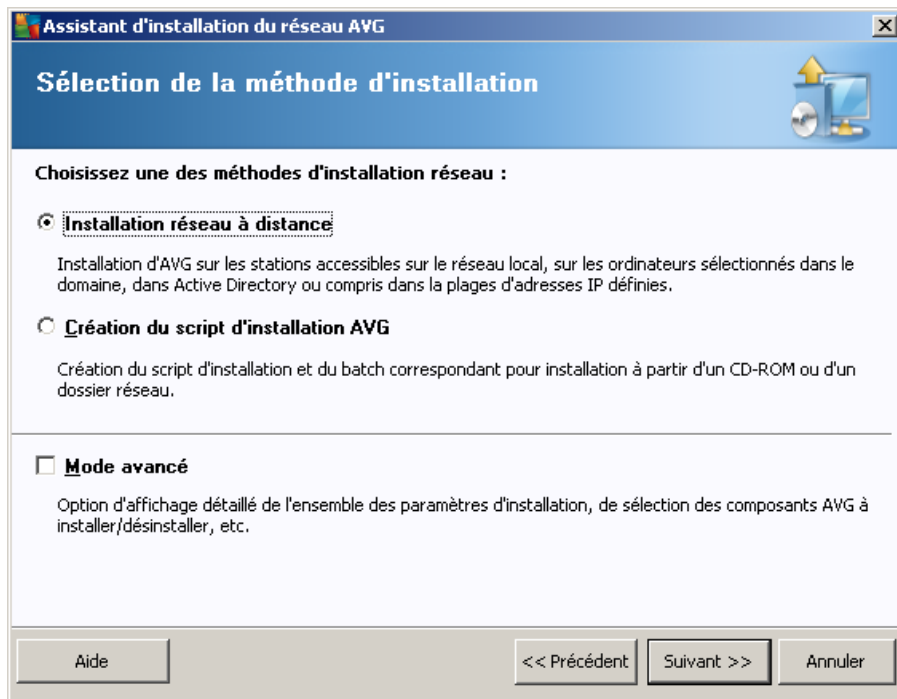 Assistant d'installation du réseau AVG
Sélection de la méthode d'installation
Choisissez une des méthodes d'installation réseau :
Installation réseau à distance
Installation d'AVG sur les stations accessibles sur le réseau local, sur les ordinateurs sélectionnés dans le
domaine, dans Active Directory ou compris dans la plages d'adresses IP définies.
Création du script d'installation AVG
Création du script d'installation et du batch correspondant pour installation à partir d'un CD-ROM ou d'un
dossier réseau.
Mode avancé
Option d'affichage détaillé de l'ensemble des paramètres d'installation, de sélection des composants AVG à
installer/désinstaller, etc.
Aide
<< Précédent
Suivant >>
Annuler